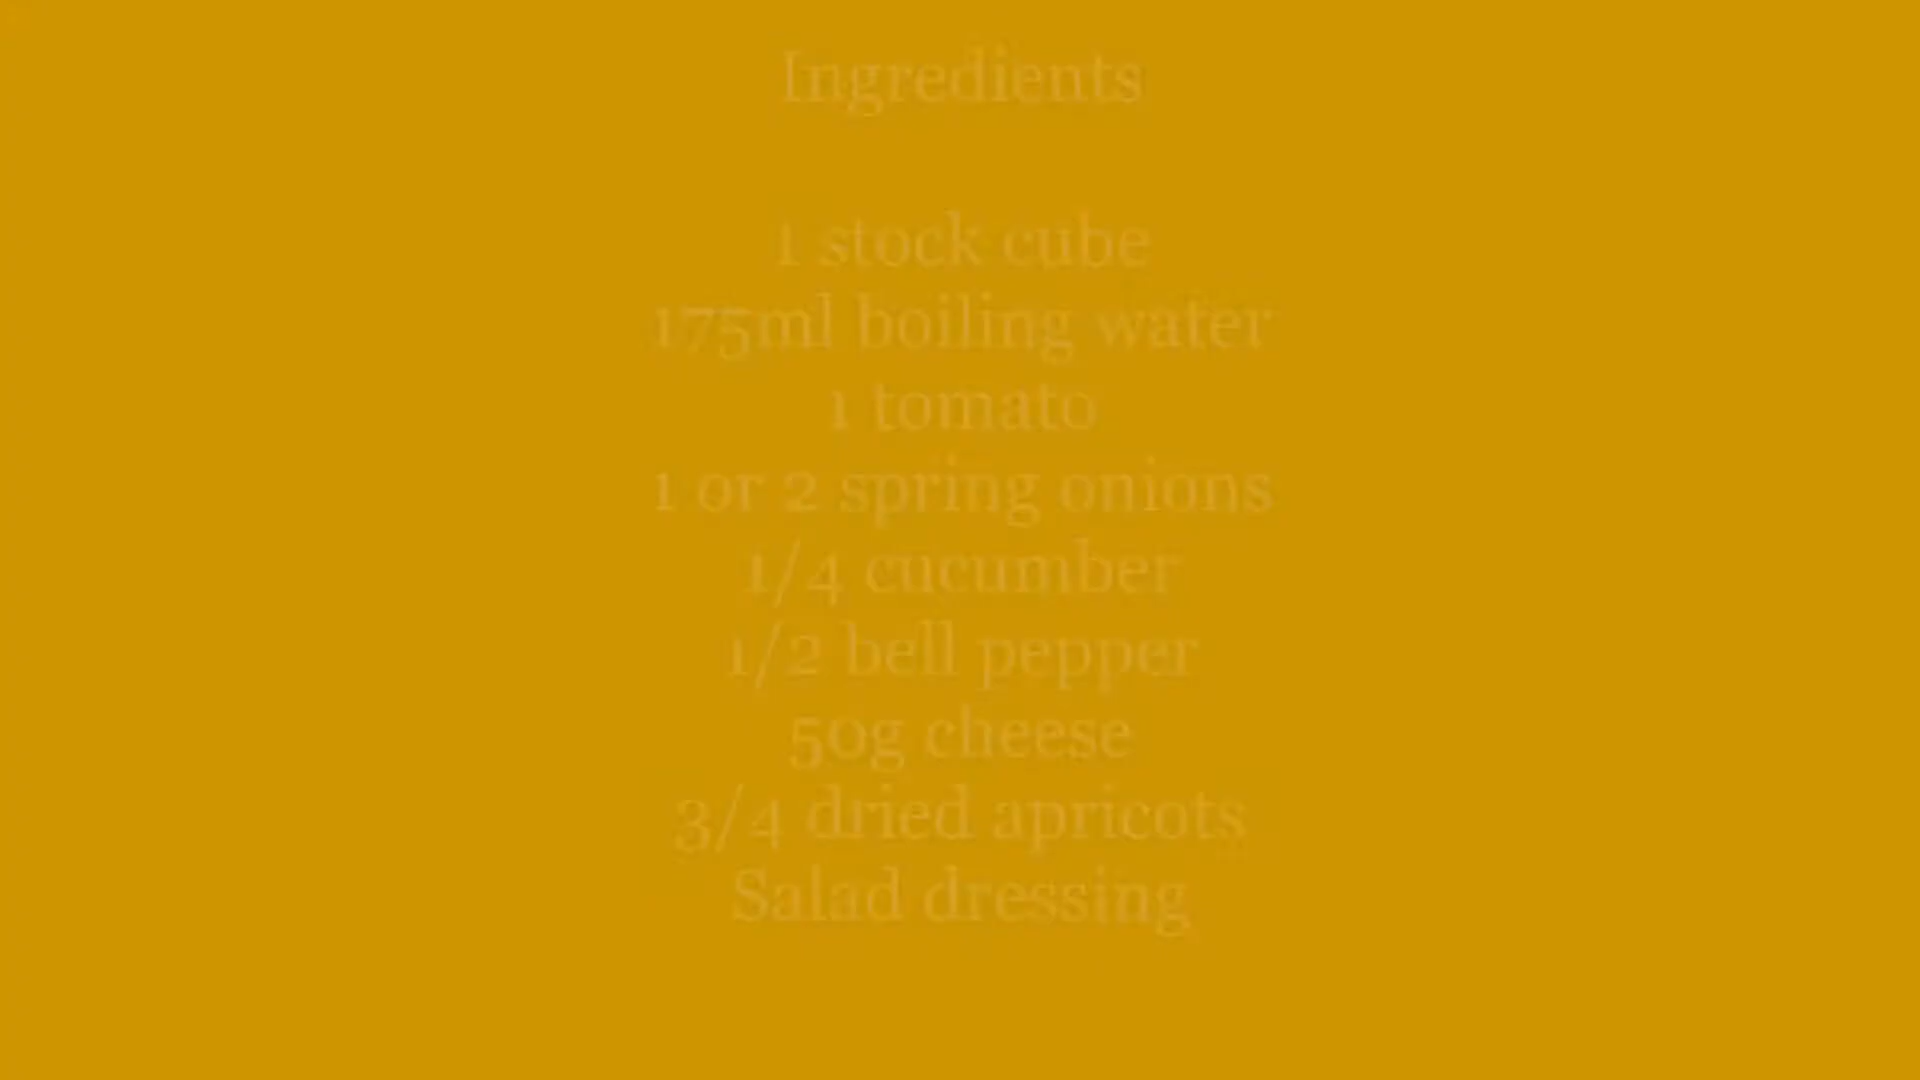 Ingredients
1 stock cube
175ml boiling water
1 tomato
1 or 2 spring onions
1/4 cucumber
1/2 bell pepper
50g cheese
3/4 dried apricots
Salad dressing